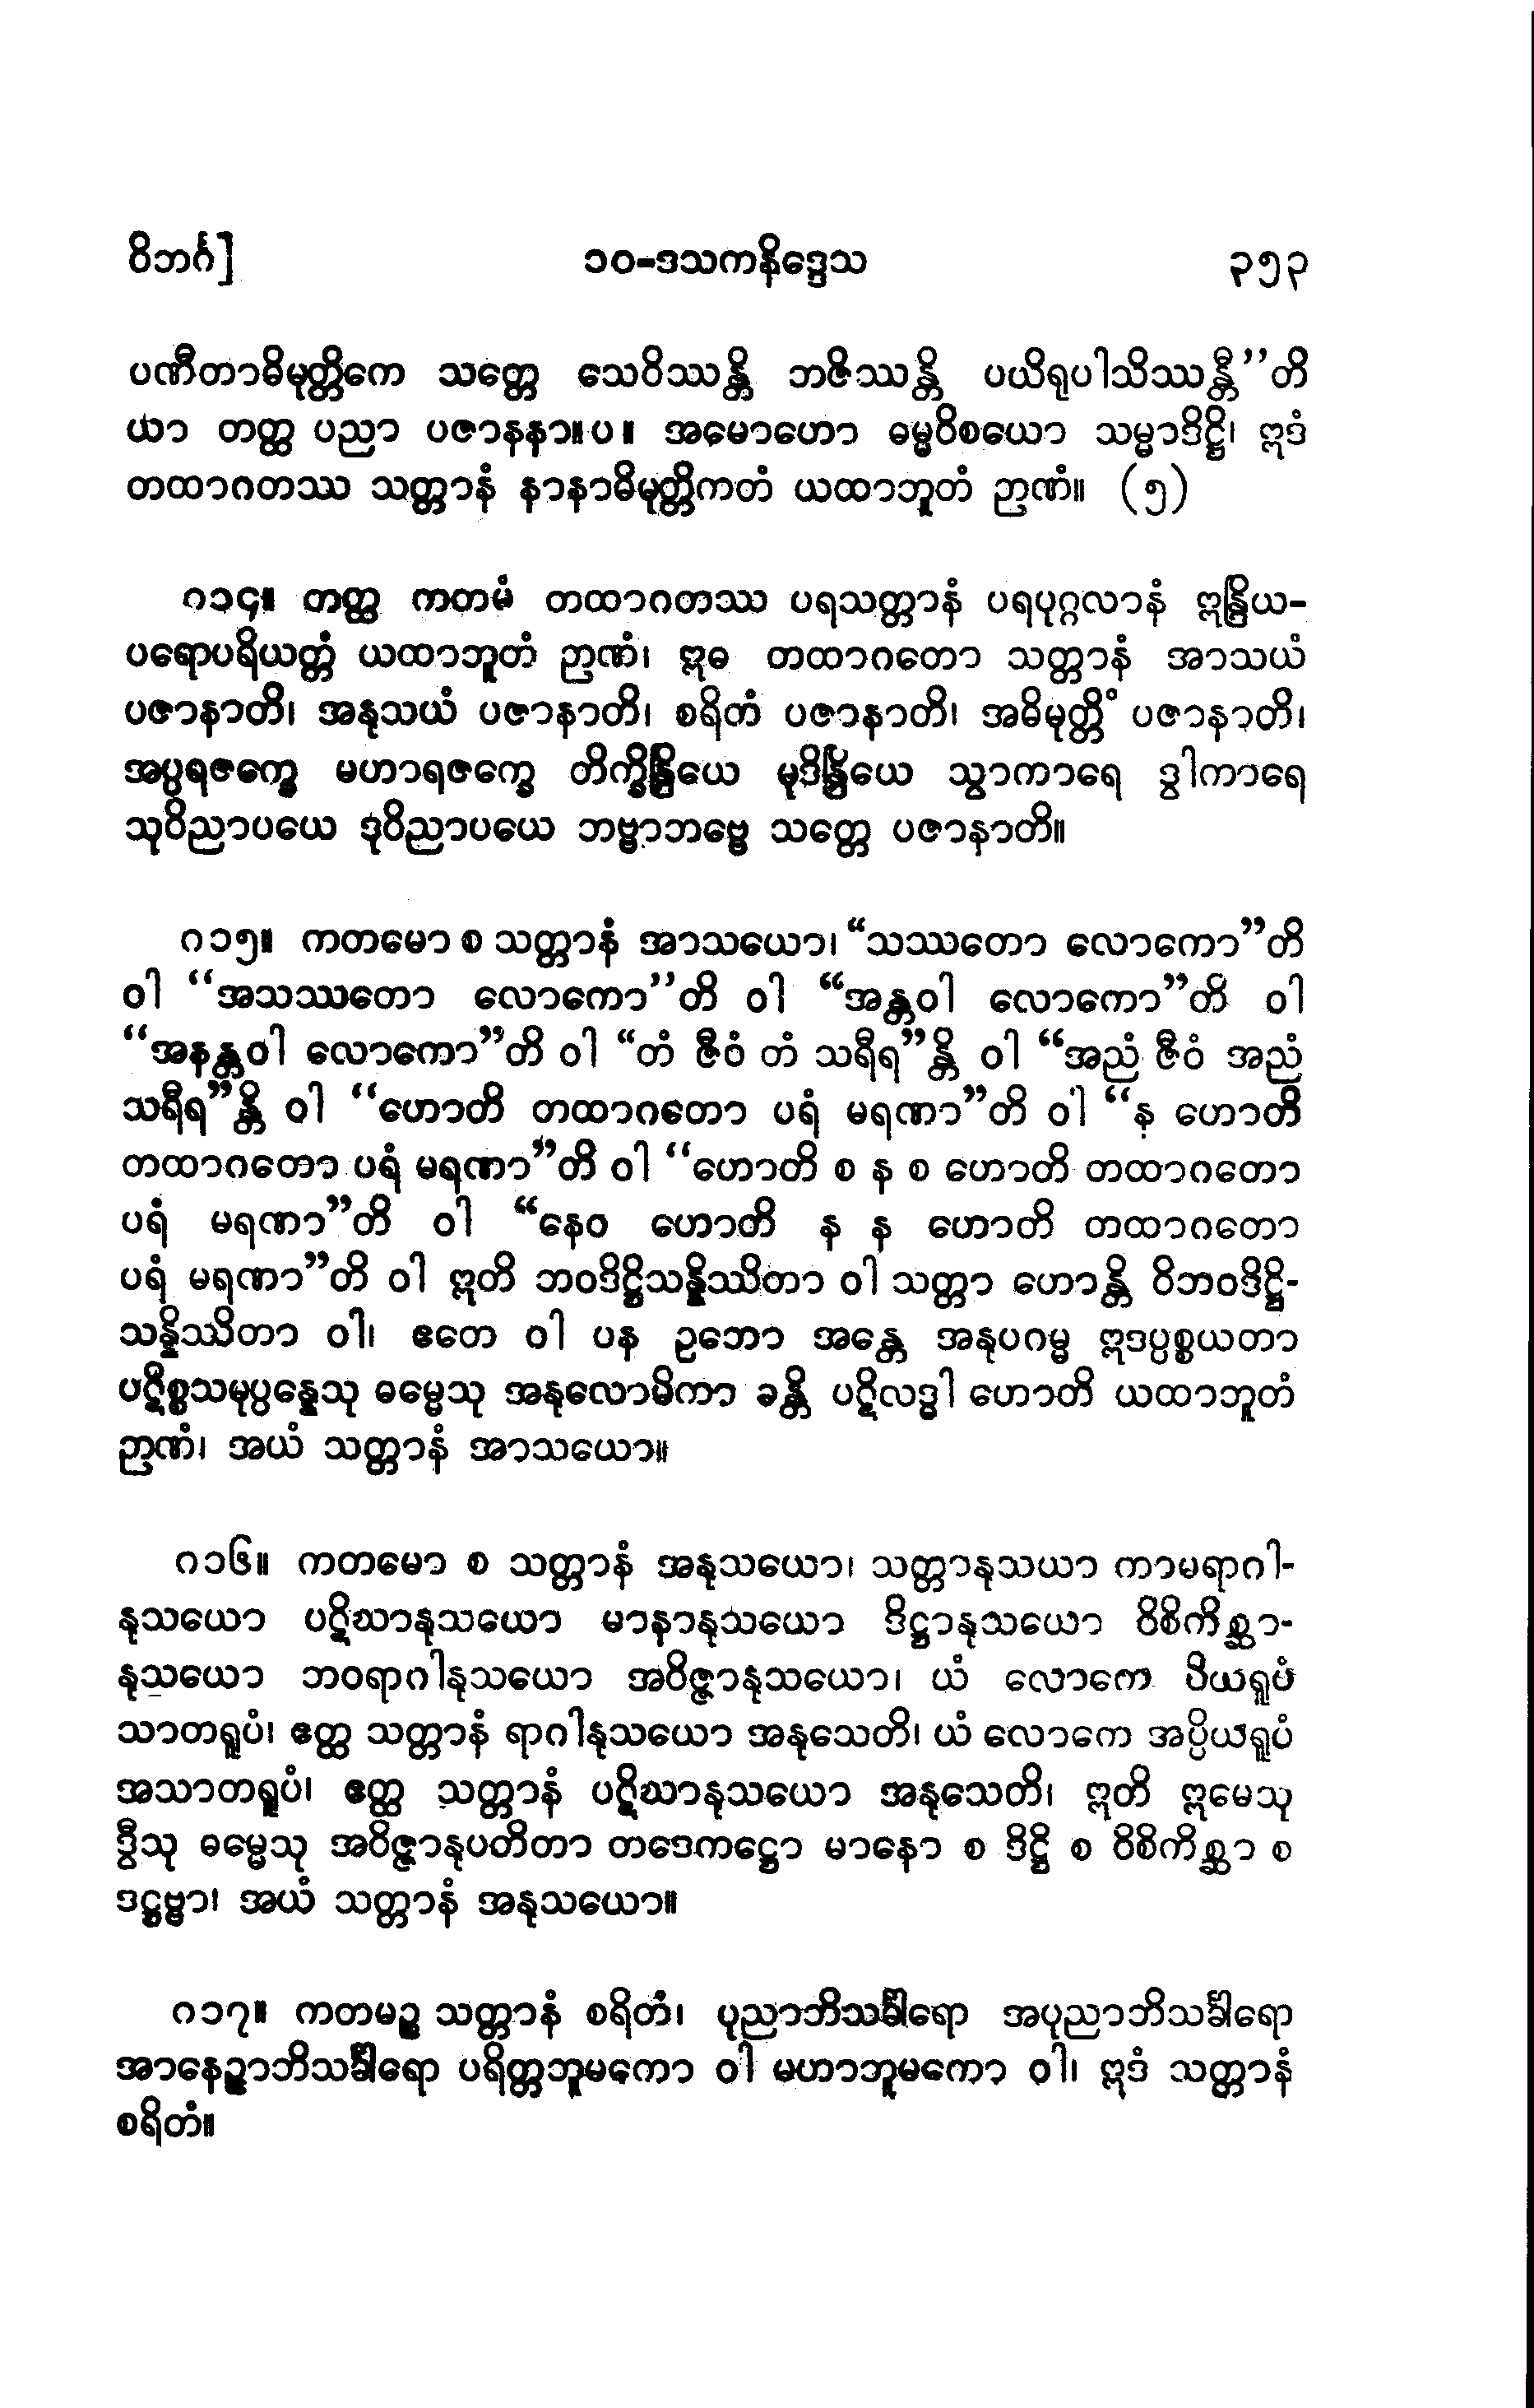 ဝိဘင်္ဂ] ၁၀-ဒသကနိဒ္ဒေသ ၃၅၃
ပဏီတာဓိမုတ္တိကေ သတ္တေ သေဝိဿန္တိ ဘဇိဿန္တိ ပယိရုပါသိဿန္တီ’’တိ
ယာ တတ္ထ ပညာ ပဇာနနာ။ပ။ အမောဟော ဓမ္မဝိစယော သမ္မာဒိဋ္ဌိ၊ ဣဒံ
တထာဂတဿ သတ္တာနံ နာနာဓိမုတ္တိကတံ ယထာဘူတံ ဉာဏံ။ (၅)
၈၁၄။ တတ္ထ ကတမံ တထာဂတဿ ပရသတ္တာနံ ပရပုဂ္ဂလာနံ ဣန္ဒြိယ-
ပရောပရိယတ္တံ ယထာဘူတံ ဉာဏံ၊ ဣဓ တထာဂတော သတ္တာနံ အာသယံ
ပဇာနာတိ၊ အနုသယံ ပဇာနာတိ၊ စရိတံ ပဇာနာတိ၊ အဓိမုတ္တိံ ပဇာနာတိ၊
အပ္ပရဇက္ခေ မဟာရဇက္ခေ တိက္ခိန္ဒြိယေ မုဒိန္ဒြိယေ သွာကာရေ ဒွါကာရေ
သုဝိညာပယေ ဒုဝိညာပယေ ဘဗ္ဗာဘဗ္ဗေ သတ္တေ ပဇာနာတိ။
၈၁၅။ ကတမော စ သတ္တာနံ အာသယော၊ “သဿတော လောကော”တိ
ဝါ ‘‘အသဿတော လောကော’’တိ ဝါ “အန္တဝါ လောကော”တိ ဝါ
‘‘အနန္တဝါ လောကော”တိ ဝါ “တံ ဇီဝံ တံ သရီရ”န္တိ ဝါ “အညံ ဇီဝံ အညံ
သရီရ”န္တိ ဝါ ‘‘ဟောတိ တထာဂတော ပရံ မရဏာ”တိ ဝါ “န ဟောတိ
တထာဂတော ပရံ မရဏာ”တိ ဝါ ‘‘ဟောတိ စ န စ ဟောတိ တထာဂတော
ပရံ မရဏာ”တိ ဝါ “နေဝ ဟောတိ န န ဟောတိ တထာဂတော
ပရံ မရဏာ”တိ ဝါ ဣတိ ဘဝဒိဋ္ဌိသန္နိဿိတာ ဝါ သတ္တာ ဟောန္တိ ဝိဘဝဒိဋ္ဌိ-
သန္နိဿိတာ ဝါ၊ ဧတေ ဝါ ပန ဥဘော အန္တေ အနုပဂမ္မ ဣဒပ္ပစ္စယတာ
ပဋိစ္စသမုပ္ပန္နေသု ဓမ္မေသု အနုလောမိကာ ခန္တိ ပဋိလဒ္ဓါ ဟောတိ ယထာဘူတံ
ဉာဏံ၊ အယံ သတ္တာနံ အာသယော။
၈၁၆။ ကတမော စ သတ္တာနံ အနုသယော၊ သတ္တာနုသယာ ကာမရာဂါ-
နုသယော ပဋိဃာနုသယော မာနာနုသယော ဒိဋ္ဌာနုသယော ဝိစိကိစ္ဆာ-
နုသယော ဘဝရာဂါနုသယော အဝိဇ္ဇာနုသယော၊ ယံ လောကေ ပိယရူပံ
သာတရူပံ၊ ဧတ္ထ သတ္တာနံ ရာဂါနုသယော အနုသေတိ၊ ယံ လောကေ အပ္ပိယရူပံ
အသာတရူပံ၊ ဧတ္ထ သတ္တာနံ ပဋိဃာနုသယော အနုသေတိ၊ ဣတိ ဣမေသု
ဒွီသု ဓမ္မေသု အဝိဇ္ဇာနုပတိတာ တဒေကဋ္ဌော မာနော စ ဒိဋ္ဌိ စ ဝိစိကိစ္ဆာ စ
ဒဋ္ဌဗ္ဗာ၊ အယံ သတ္တာနံ အနုသယော။
၈၁၇။ ကတမဉ္စ သတ္တာနံ စရိတံ၊ ပုညာဘိသင်္ခါရော အပုညာဘိသင်္ခါရော
အာနေဉ္ဇာဘိသင်္ခါရော ပရိတ္တဘူမကော ဝါ မဟာဘူမကော ဝါ၊ ဣဒံ သတ္တာနံ
စရိတံ။